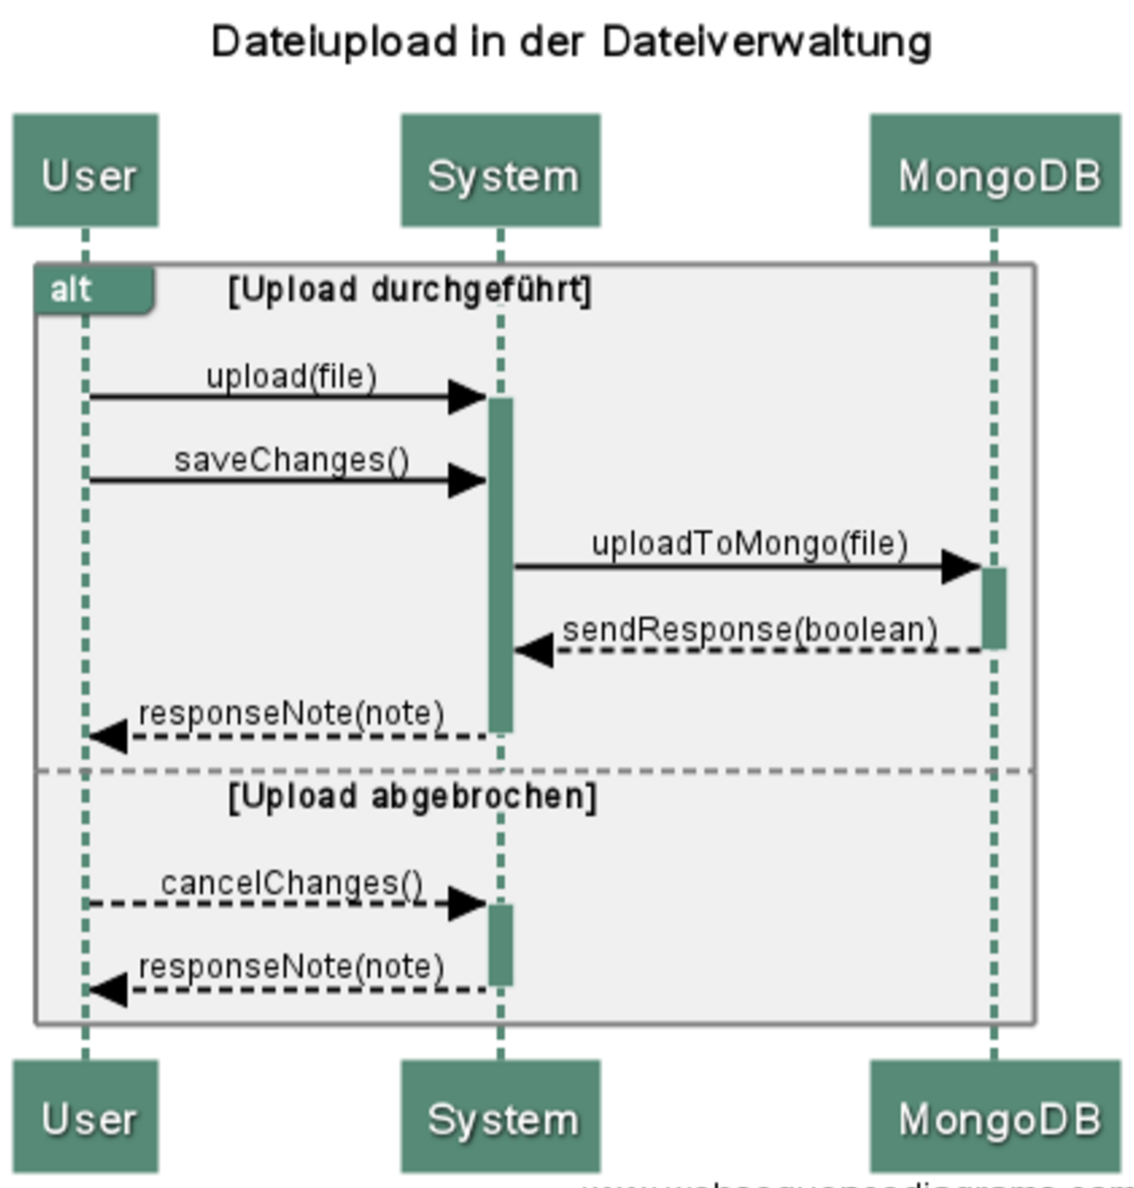 Dateiupload in der Dateiverwaltung
User
System
MongoDB
alt
[Upload durchgeführt]
upload(file)
saveChanges()
uploadToMongo(file)
sendResponse(boolean)
responseNote(note)
[Upload abgebrochen]
cancelChanges()
responseNote(note)
User
System
MongoDB